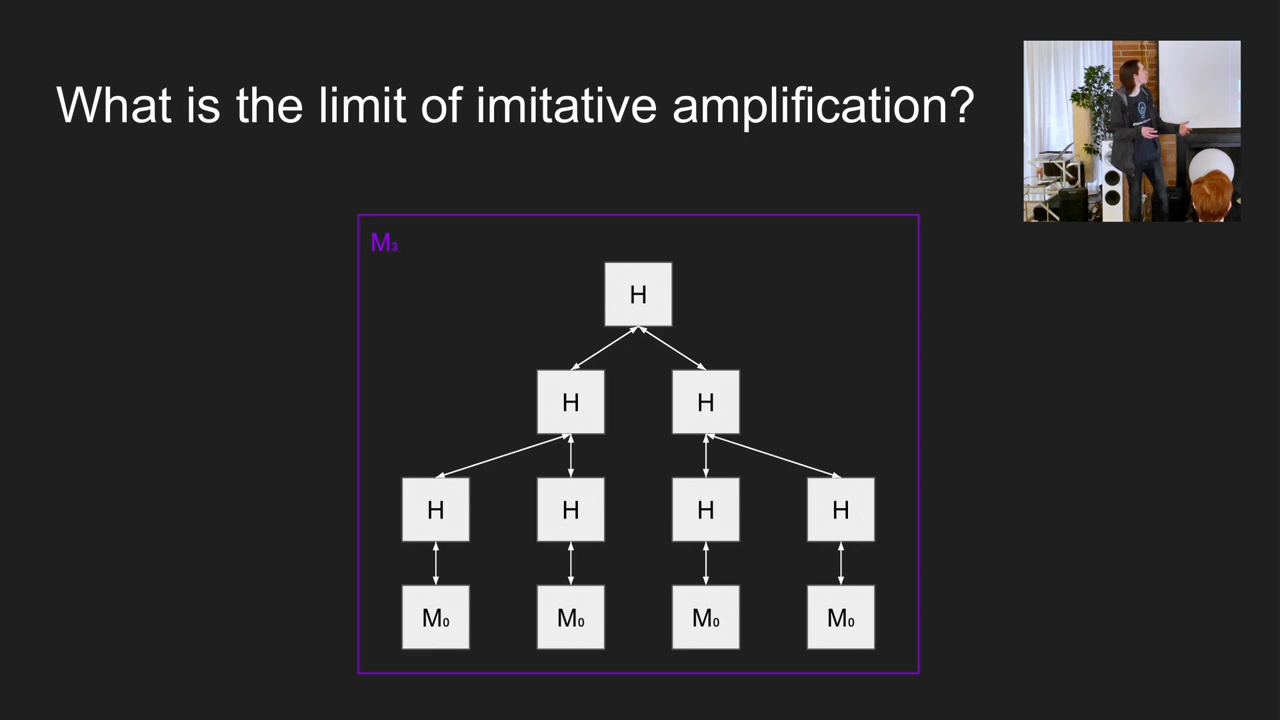 What is the limit of imitative amplification?
M₃
H
H H
H H H H
M₀ M₀ M₀ M₀